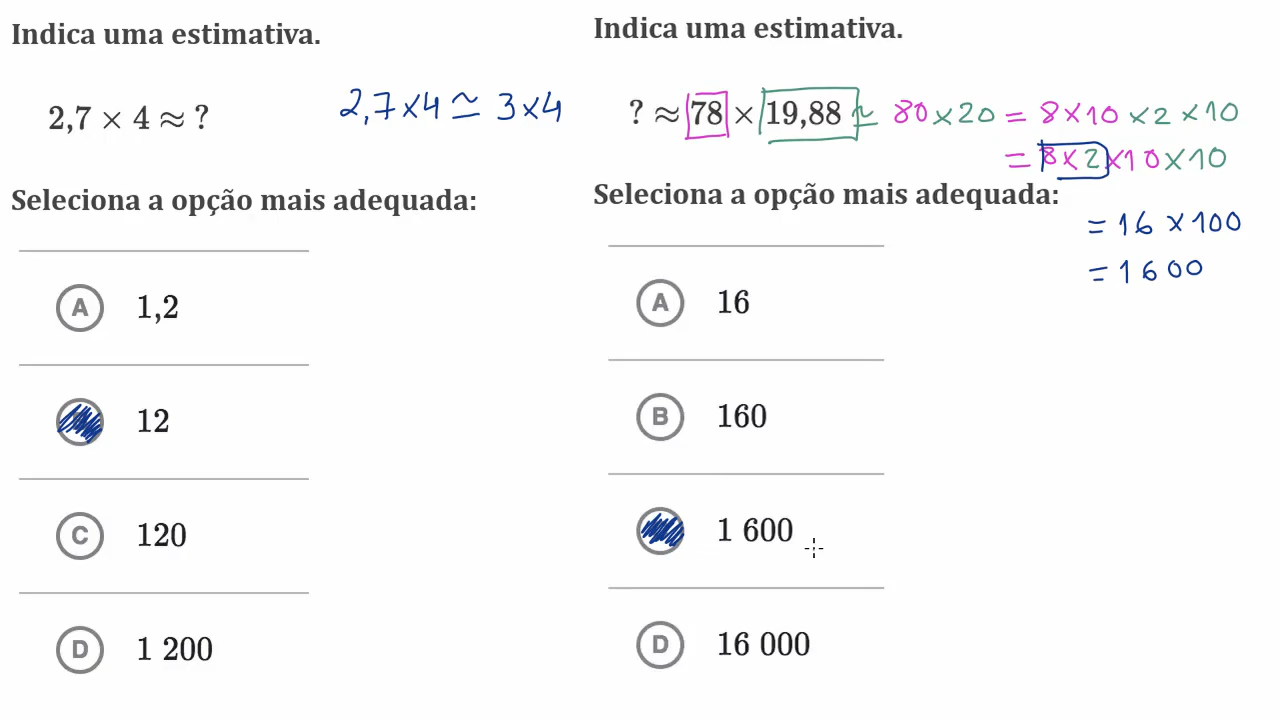 Indica uma estimativa.
2,7 × 4 ≈ ?
2,7×4 ≃ 3×4
Seleciona a opção mais adequada:
A 1,2
12
C 120
D 1 200
Indica uma estimativa.
? ≈ 78 × 19,88 ≃ 80×20 = 8×10×2×10
= 8×2×10×10
Seleciona a opção mais adequada:
= 16×100
= 1600
A 16
B 160
1 600
D 16 000